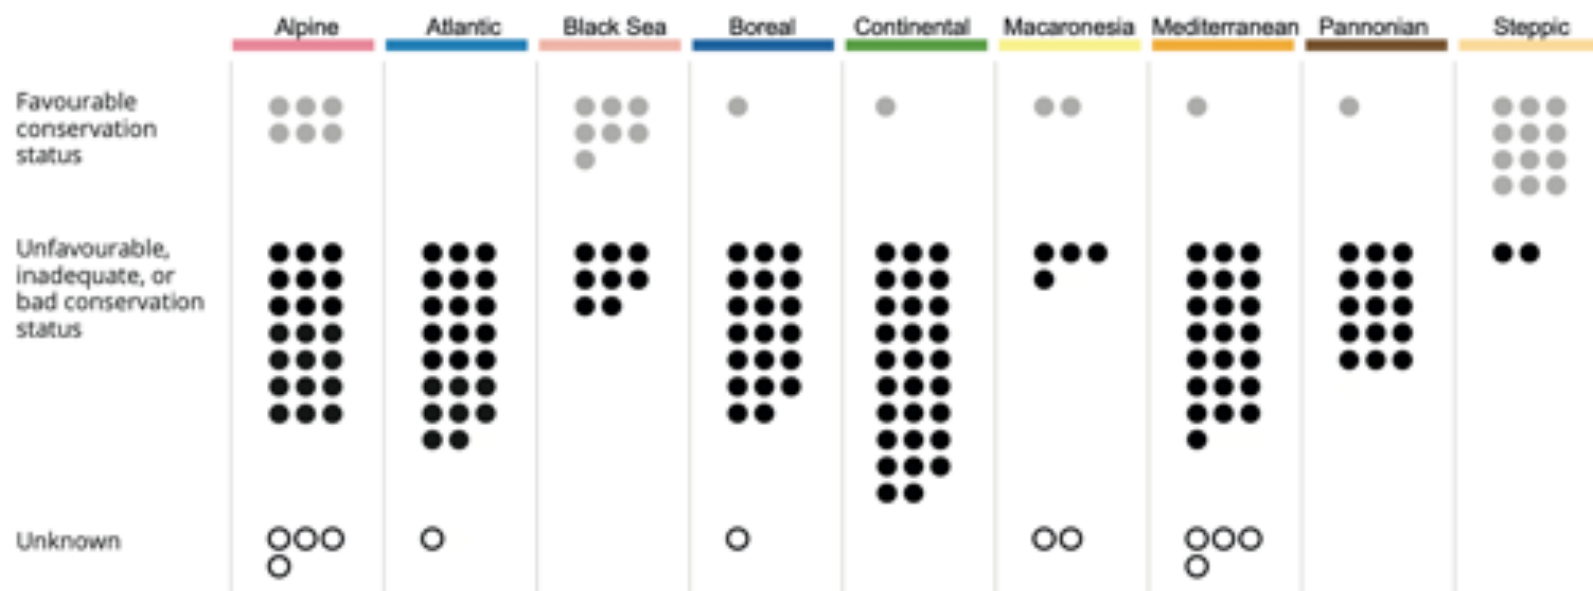 Alpine
Atlantic
Black Sea
Boreal
Continental
Macaronesia
Mediterranean
Pannonian
Steppic
Favourable
conservation
status
Unfavourable,
inadequate, or
bad conservation
status
Unknown